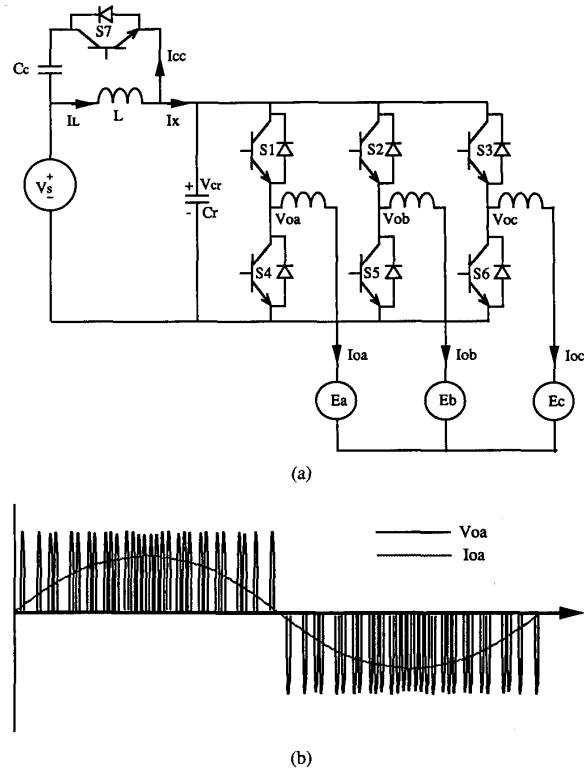 S7
Cc
Icc
IL
L
Ix
Vs
+
-
+
Vcr
-
Cr
S1
S2
S3
Voa
Vob
Voc
S4
S5
S6
Ioa
Iob
Ioc
Ea
Eb
Ec
(a)
Voa
Ioa
(b)